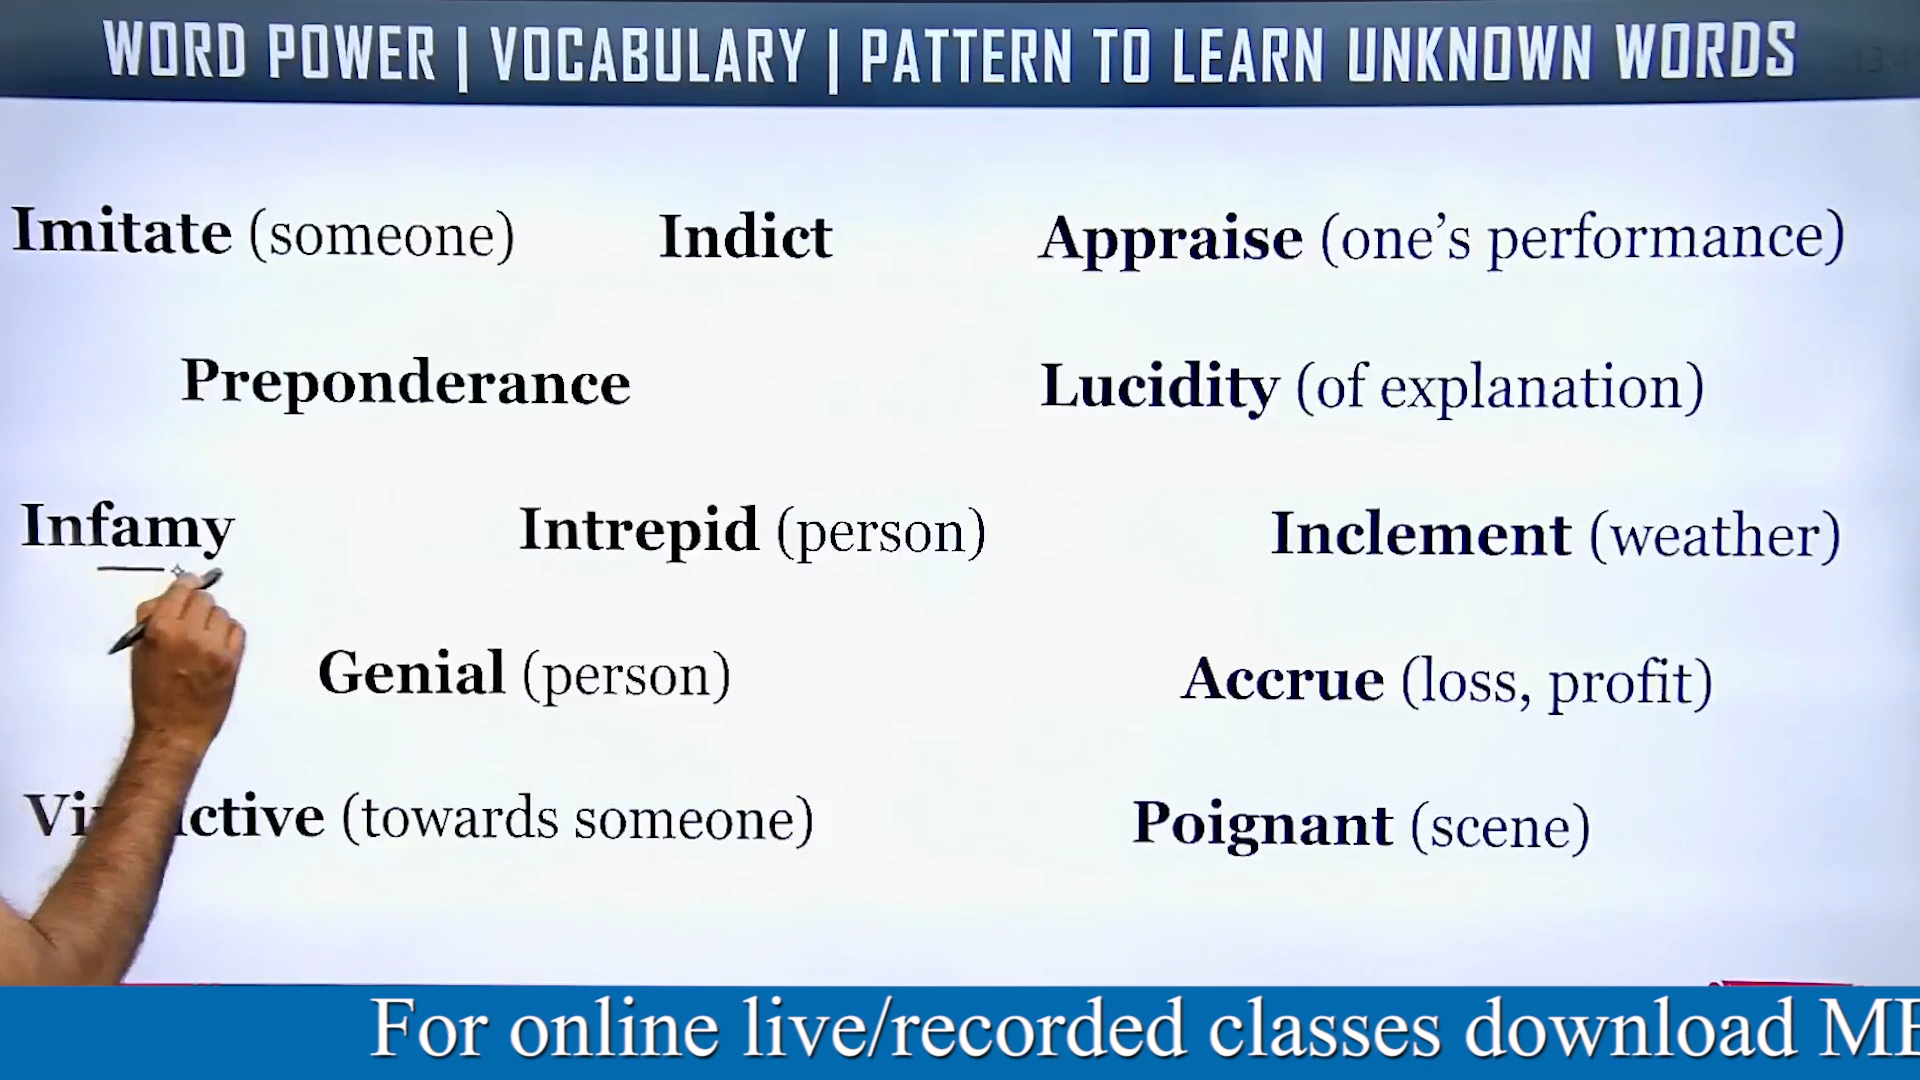 WORD POWER | VOCABULARY | PATTERN TO LEARN UNKNOWN WORDS
Imitate (someone) Indict Appraise (one’s performance)
Preponderance Lucidity (of explanation)
Infamy Intrepid (person) Inclement (weather)
Genial (person) Accrue (loss, profit)
(towards someone) Poignant (scene)
For online live/recorded classes download